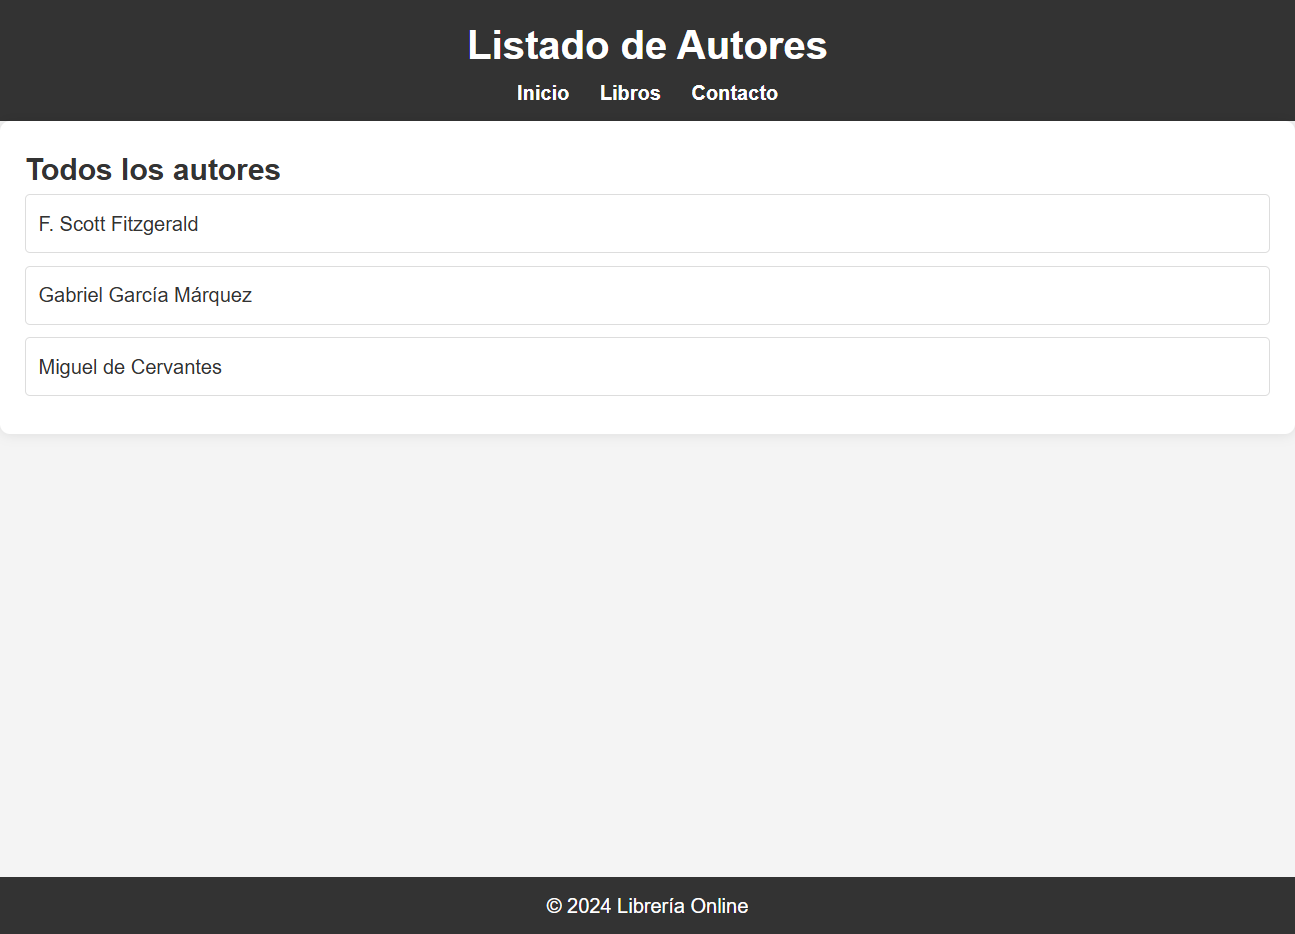 Listado de Autores
Inicio Libros Contacto
Todos los autores
F. Scott Fitzgerald
Gabriel García Márquez
Miguel de Cervantes
© 2024 Librería Online